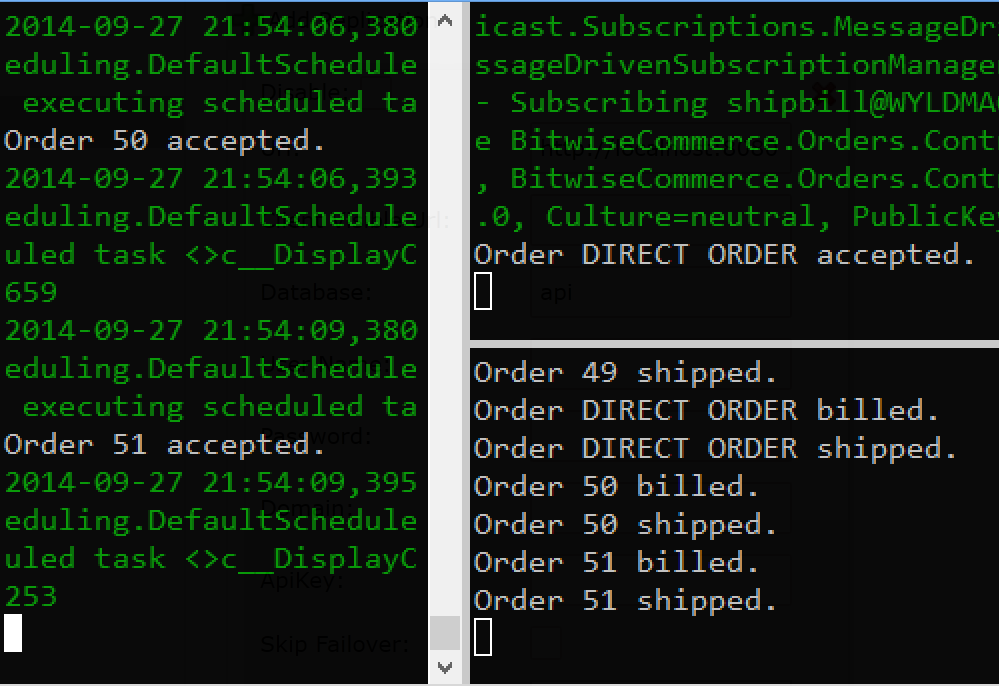 2014-09-27 21:54:06,380
eduling.DefaultSchedule
executing scheduled ta
Order 50 accepted.
2014-09-27 21:54:06,393
eduling.DefaultSchedule
uled task <>c__DisplayC
659
2014-09-27 21:54:09,380
eduling.DefaultSchedule
executing scheduled ta
Order 51 accepted.
2014-09-27 21:54:09,395
eduling.DefaultSchedule
uled task <>c__DisplayC
253
Database:
api
Password:
Domain:
ApiKey:
Skip Failover:
icast.Subscriptions.MessageDri
ssageDrivenSubscriptionManager
- Subscribing shipbill@WYLDMA
e BitwiseCommerce.Orders.Cont
, BitwiseCommerce.Orders.Cont
.0, Culture=neutral, PublicKey
Order DIRECT ORDER accepted.
Order 49 shipped.
Order DIRECT ORDER billed.
Order DIRECT ORDER shipped.
Order 50 billed.
Order 50 shipped.
Order 51 billed.
Order 51 shipped.